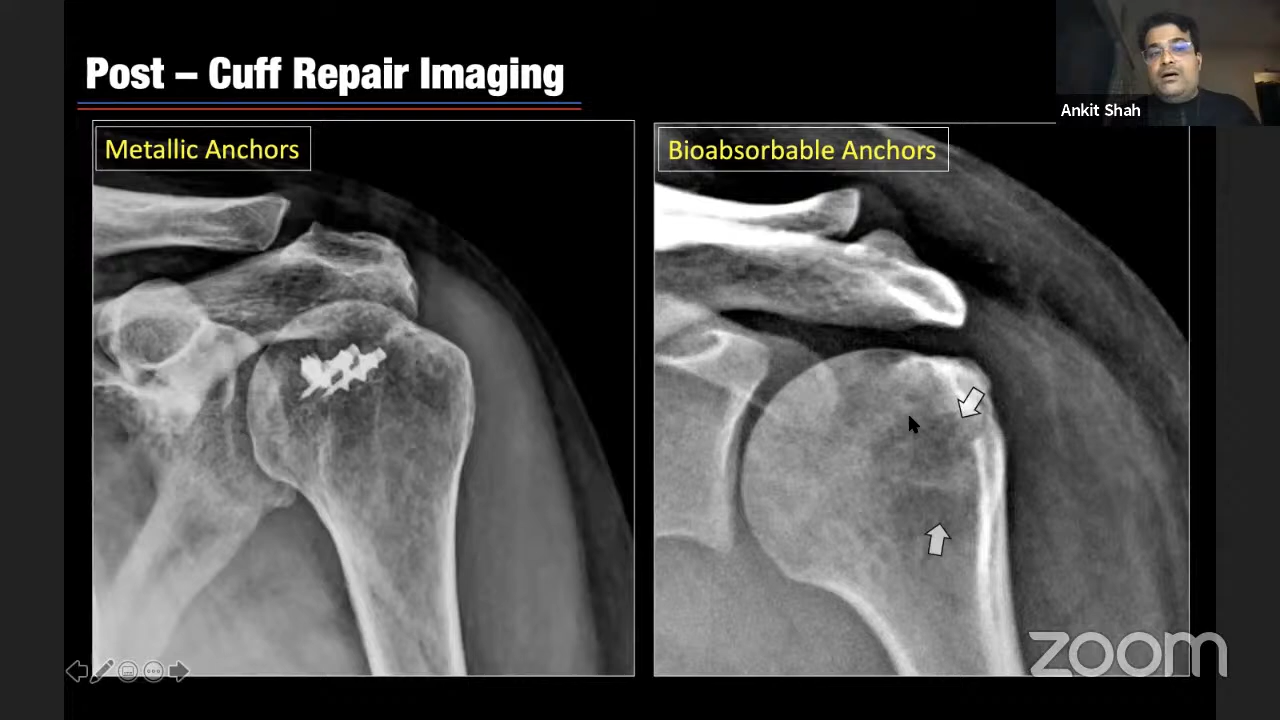 Post – Cuff Repair Imaging
Ankit Shah
Metallic Anchors
Bioabsorbable Anchors
zoom